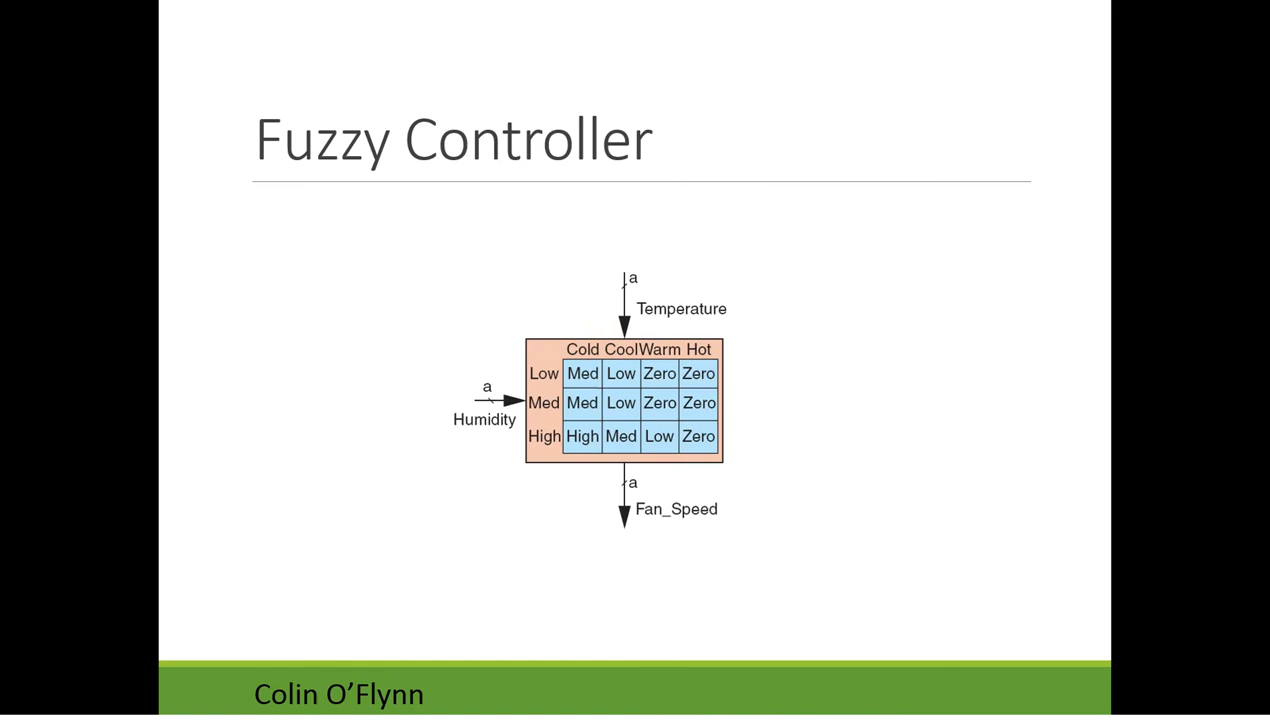 Fuzzy Controller
a
Temperature
Cold Cool Warm Hot
Low Med Low Zero Zero
a
Med Med Low Zero Zero
Humidity
High High Med Low Zero
a
Fan_Speed
Colin O’Flynn